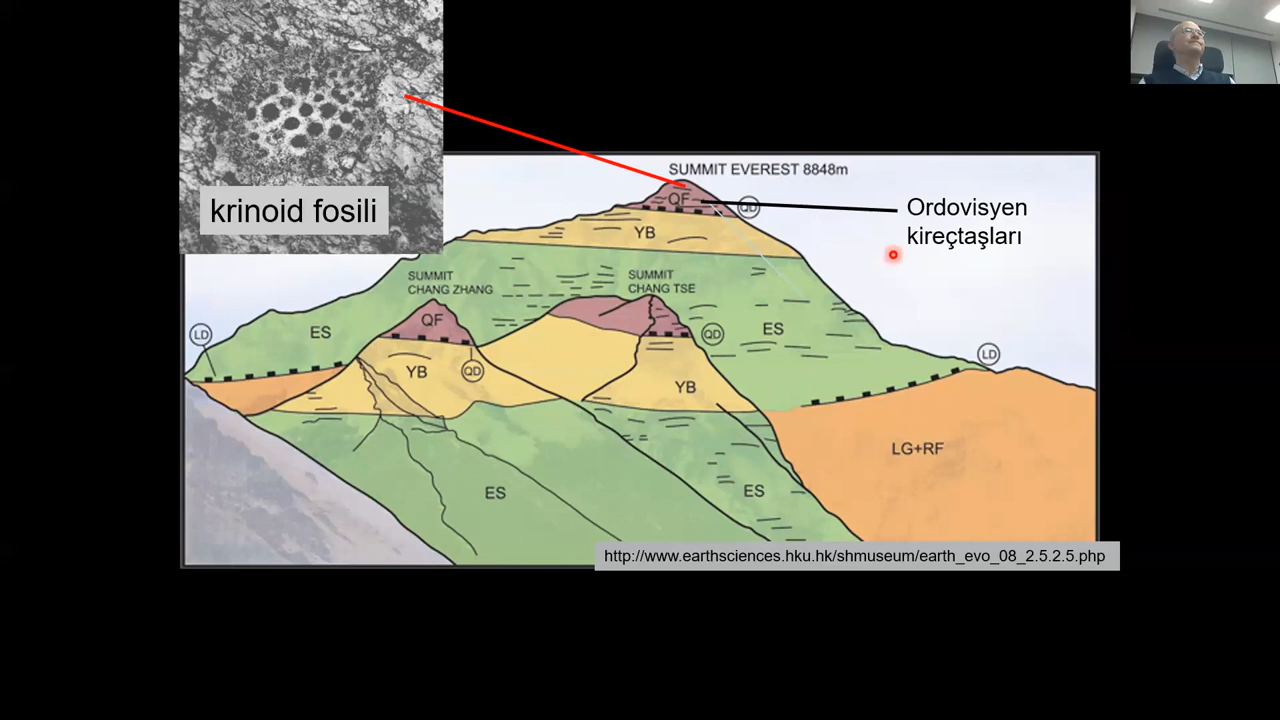 krinoid fosili
SUMMIT EVEREST 8848m
QF
QD
Ordovisyen
kireçtaşları
YB
SUMMIT
CHANG ZHANG
SUMMIT
CHANG TSE
LD
ES
QF
QD
ES
LD
YB
QD
YB
LG+RF
ES
ES
http://www.earthsciences.hku.hk/shmuseum/earth_evo_08_2.5.2.5.php